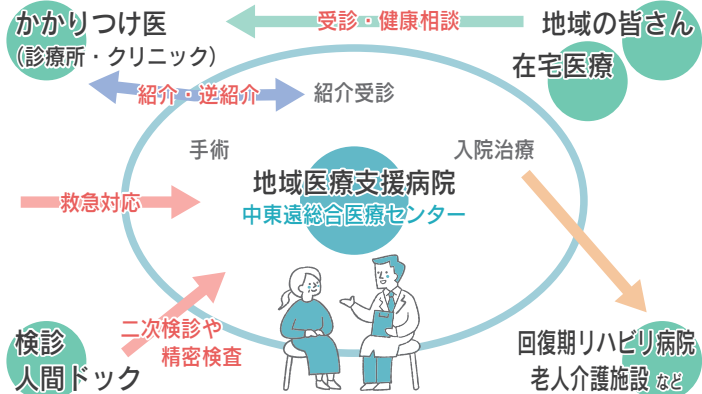 かかりつけ医
（診療所・クリニック）
受診・健康相談
地域の皆さん
在宅医療
紹介・逆紹介
紹介受診
手術
入院治療
地域医療支援病院
中東遠総合医療センター
救急対応
二次検診や
精密検査
検診
人間ドック
回復期リハビリ病院
老人介護施設 など